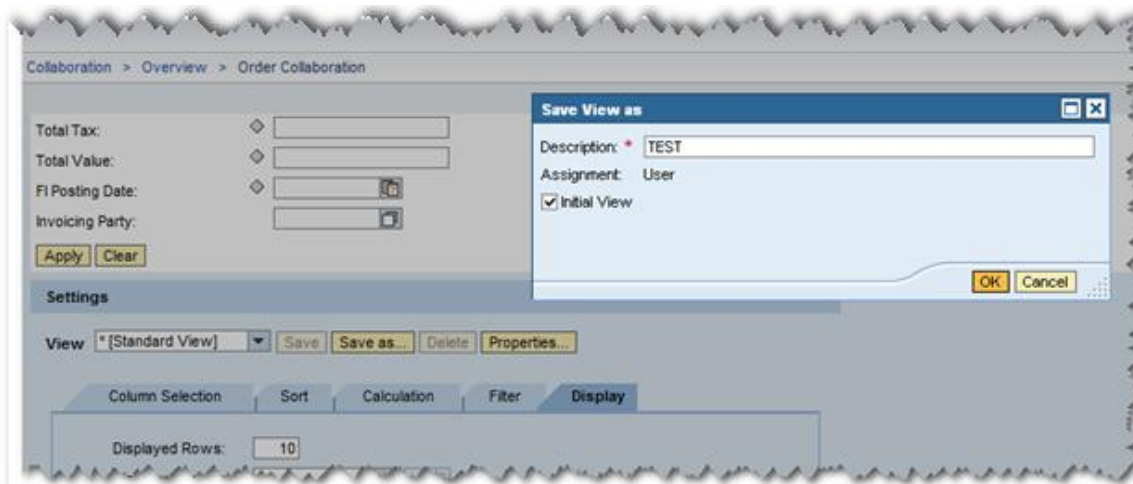 Collaboration > Overview > Order Collaboration
Save View as
Description: * TEST
Assignment: User
Initial View
OK Cancel
Total Tax:
Total Value:
FI Posting Date:
Invoicing Party:
Apply Clear
Settings
View * [Standard View] Save Save as... Delete Properties...
Column Selection Sort Calculation Filter Display
Displayed Rows: 10